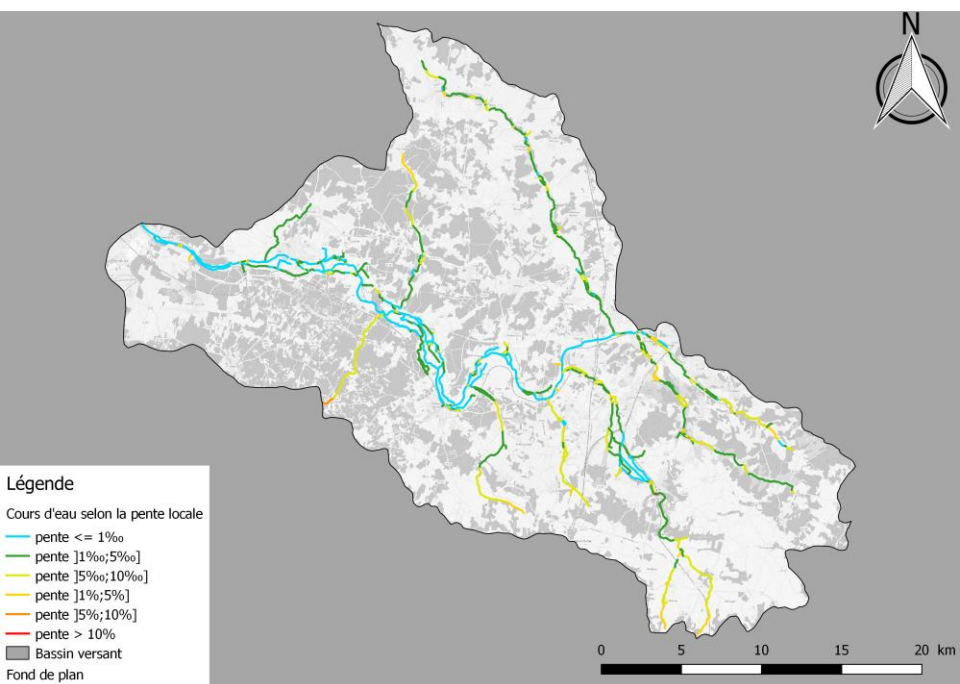 N
Légende
Cours d'eau selon la pente locale
pente <= 1‰
pente ]1‰;5‰]
pente ]5‰;10‰]
pente ]1%;5%]
pente ]5%;10%]
pente > 10%
Bassin versant
Fond de plan
0 5 10 15 20 km